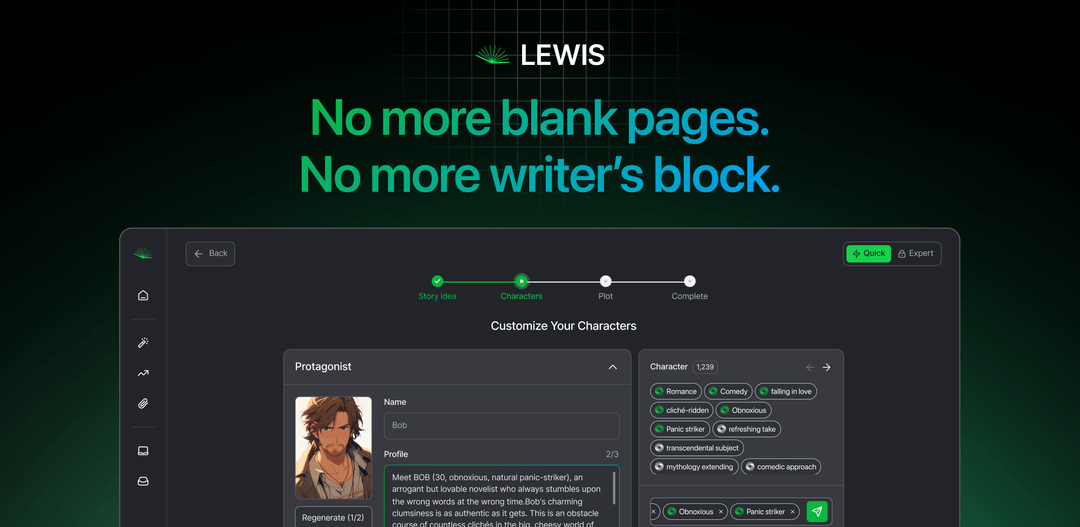 LEWIS
No more blank pages.
No more writer's block.
Back
Quick
Expert
Story Idea
Characters
Plot
Complete
Customize Your Characters
Protagonist
Name
Bob
Profile
2/3
Meet BOB (30, obnoxious, natural panic-striker), an
arrogant but lovable novelist who always stumbles upon
the wrong words at the wrong time.Bob's charming
clumsiness is as authentic as it gets. This is an obstacle
course of countless clichés in the big, cheesy world of
Regenerate (1/2)
Character 1,239
Romance
Comedy
falling in love
cliché-ridden
Obnoxious
Panic striker
refreshing take
transcendental subject
mythology extending
comedic approach
Obnoxious
Panic striker